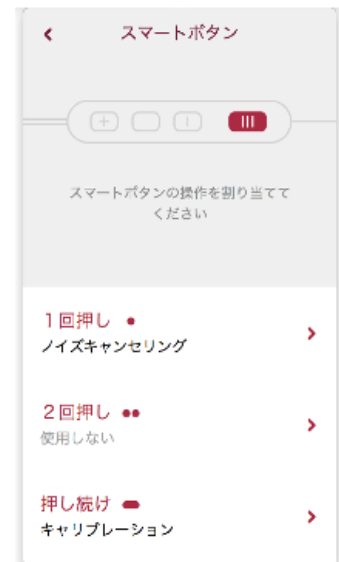 スマートボタン
スマートボタンの操作を割り当てて
ください
1回押し
ノイズキャンセリング
2回押し
使用しない
押し続け
キャリブレーション